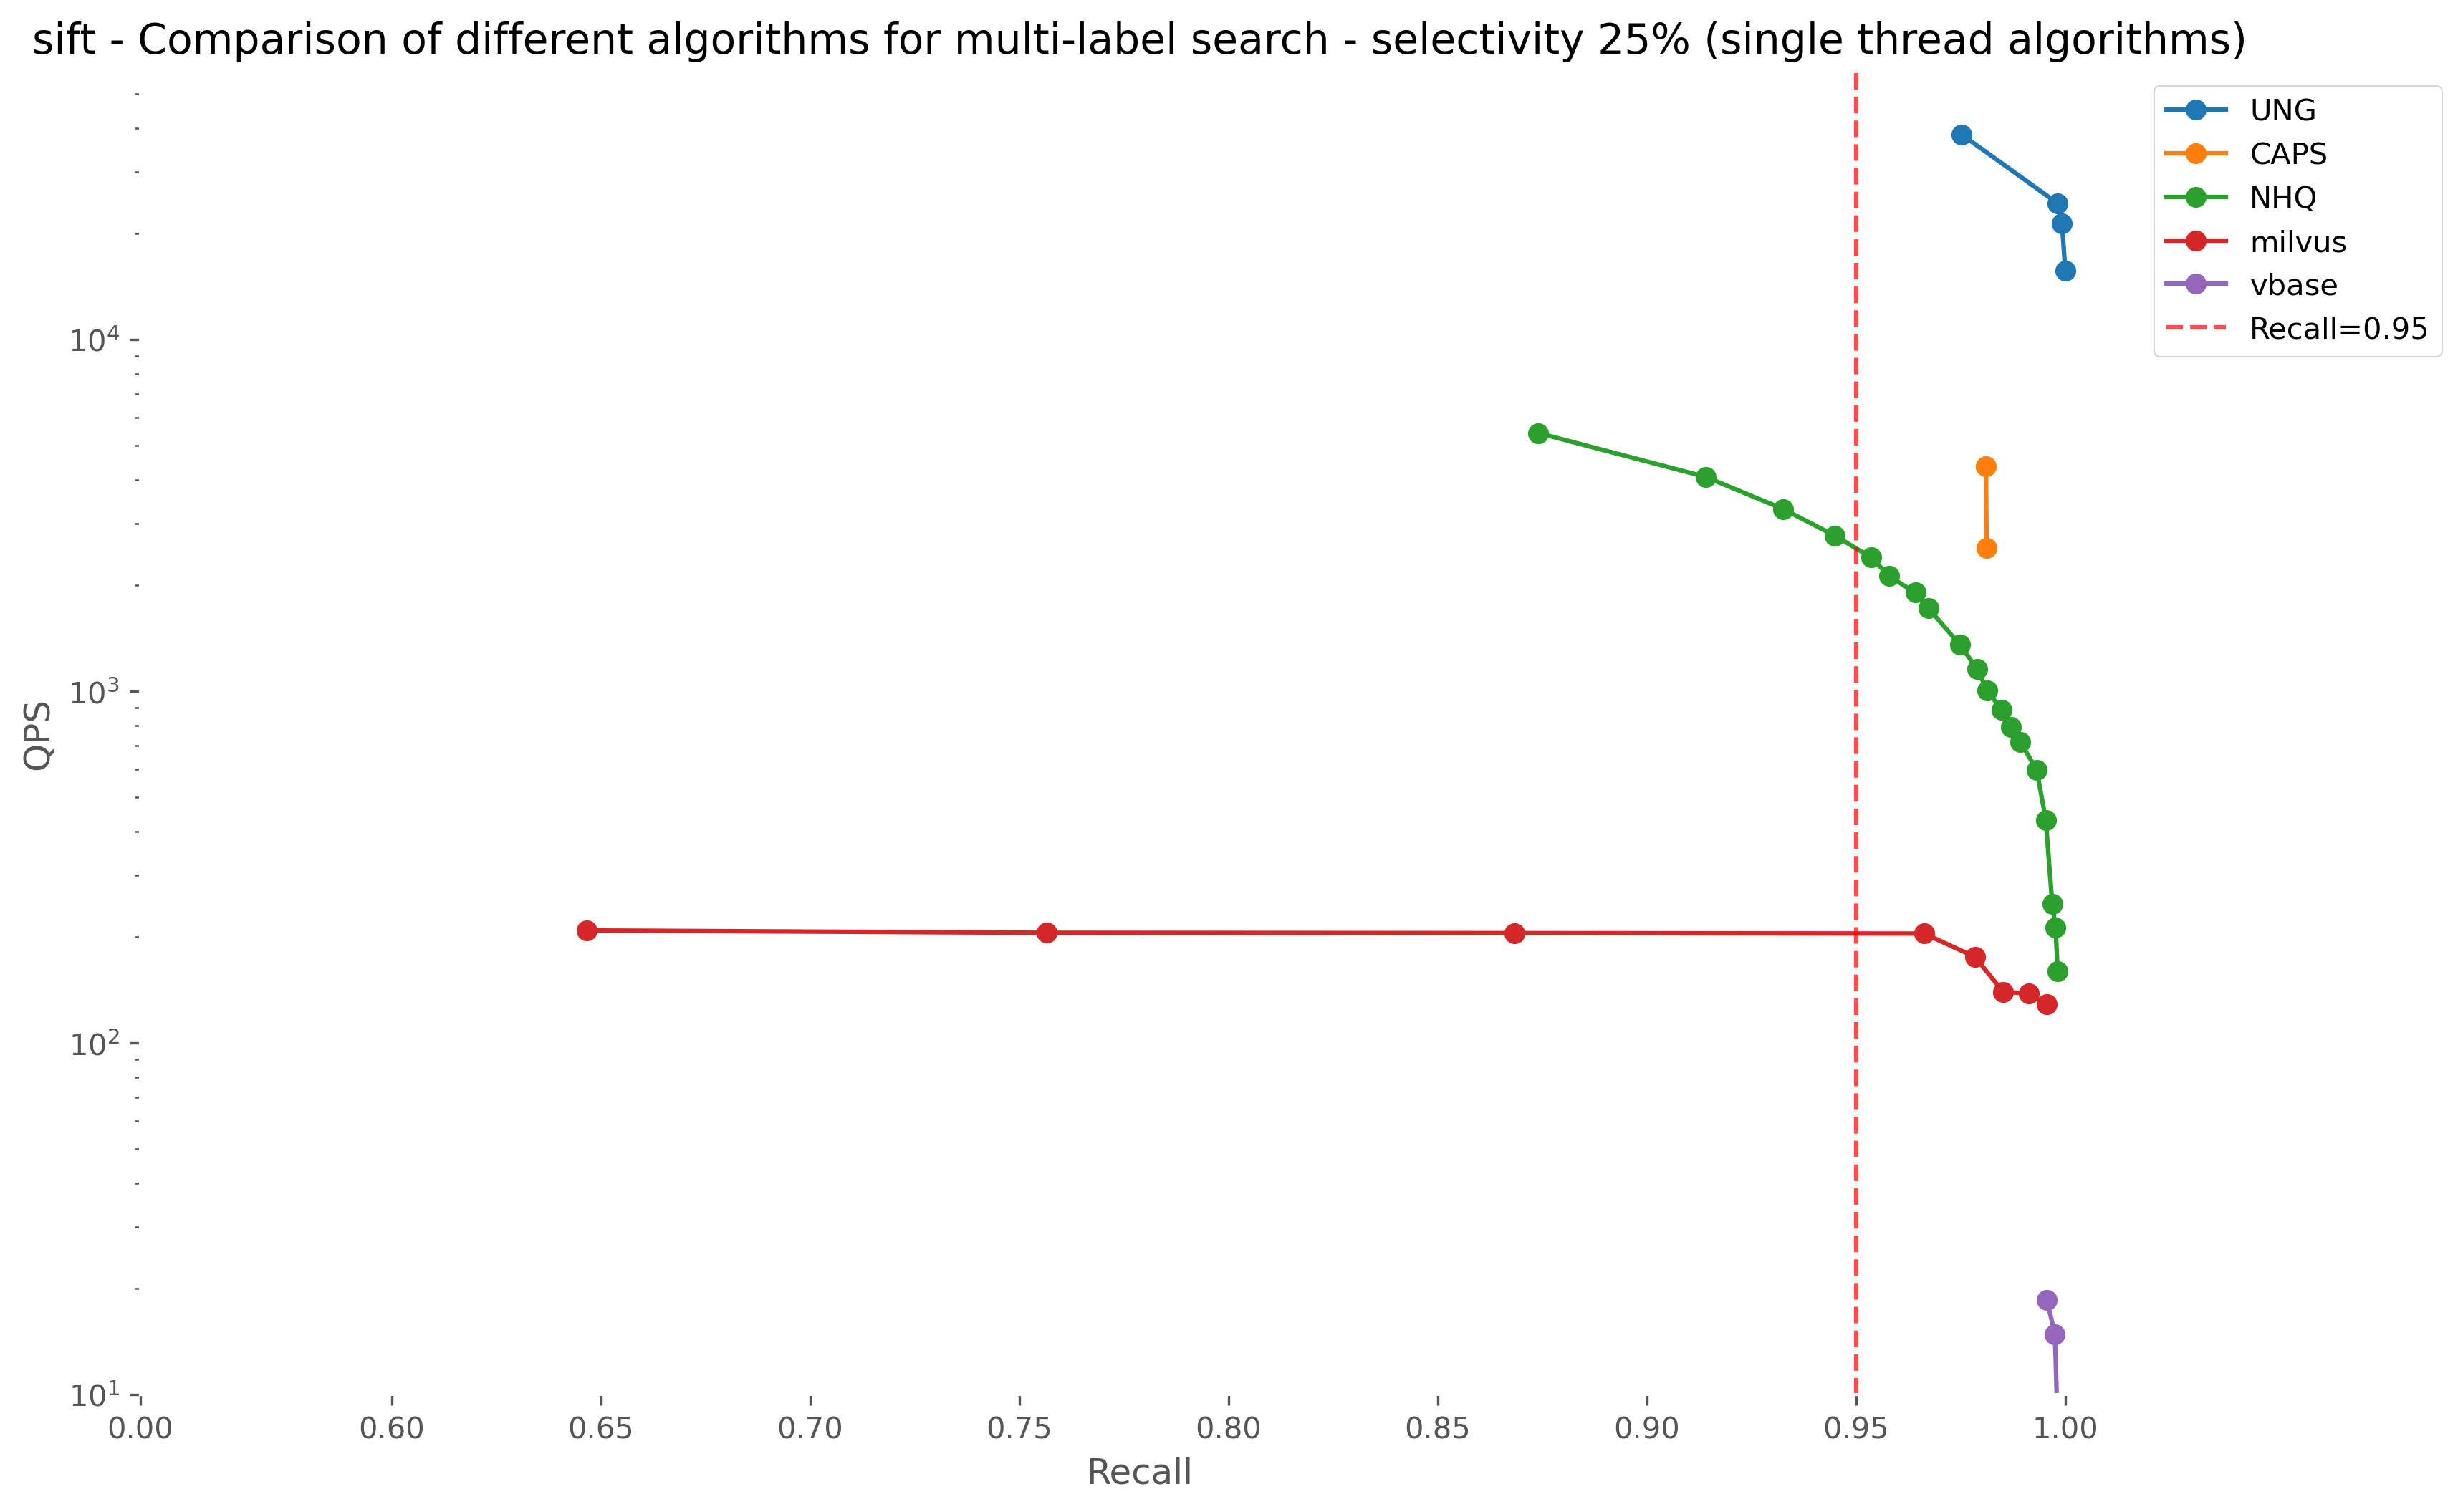 sift - Comparison of different algorithms for multi-label search - selectivity 25% (single thread algorithms)
UNG
CAPS
NHQ
milvus
vbase
Recall=0.95
QPS
10⁴
10³
10²
10¹
0.00 0.60 0.65 0.70 0.75 0.80 0.85 0.90 0.95 1.00
Recall